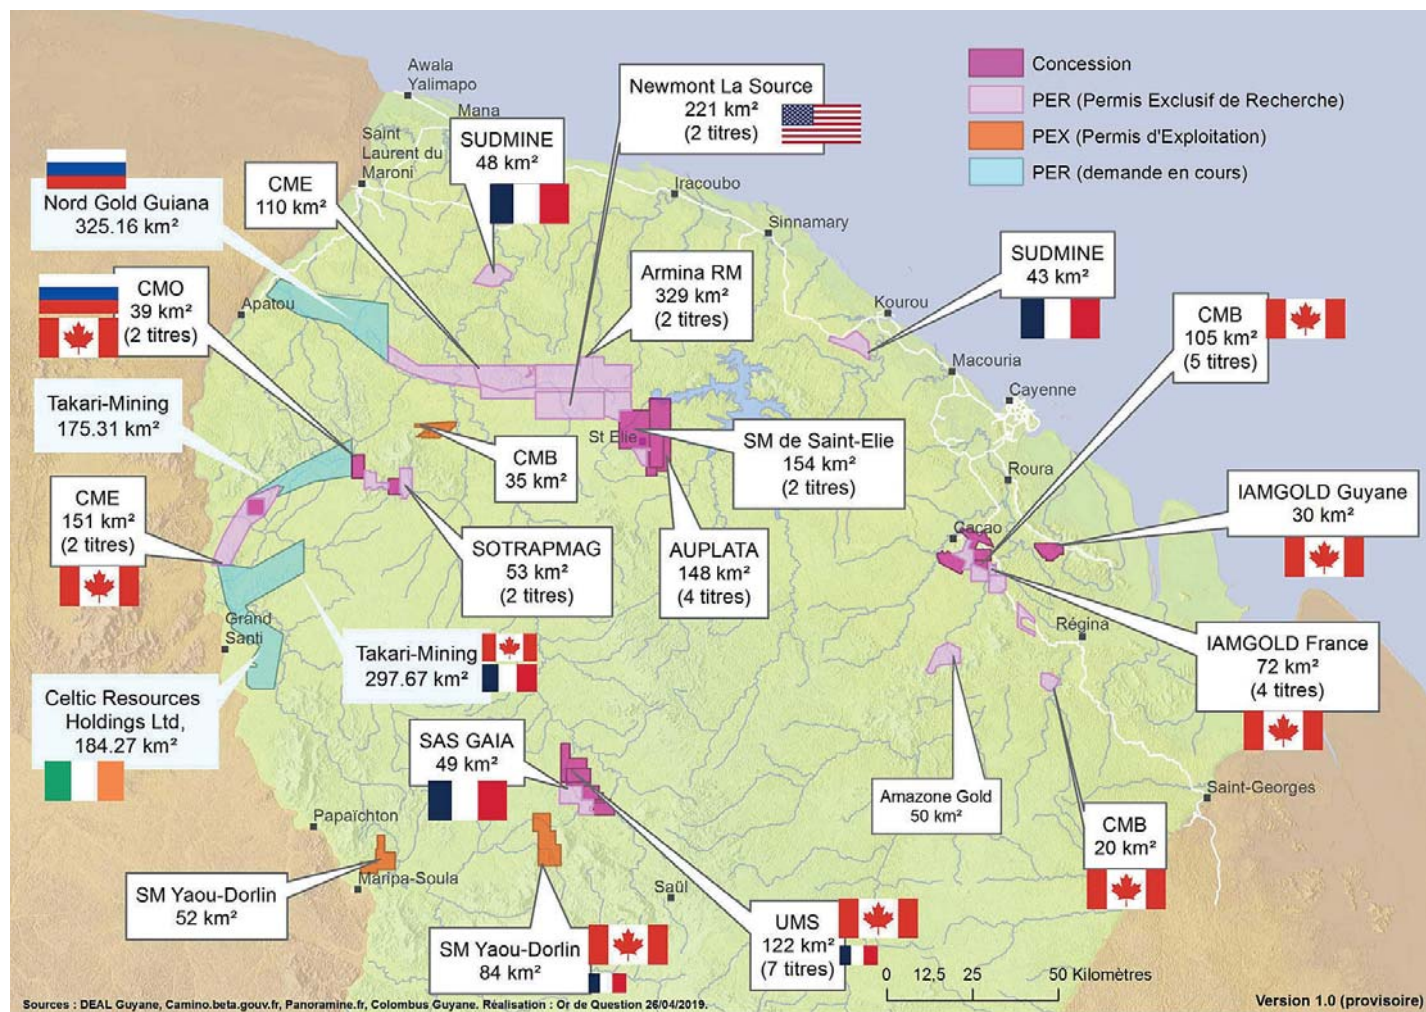 Awala
Yalimapo
Mana
Saint
Laurent du
Maroni
Newmont La Source
221 km²
(2 titres)
Concession
PER (Permis Exclusif de Recherche)
PEX (Permis d'Exploitation)
PER (demande en cours)
SUDMINE
48 km²
CME
110 km²
Nord Gold Guiana
325.16 km²
Iracoubo
Sinnamary
SUDMINE
43 km²
Armina RM
329 km²
(2 titres)
CMO
39 km²
(2 titres)
Apatou
Kourou
CMB
105 km²
(5 titres)
Macouria
Cayenne
Takari-Mining
175.31 km²
St Elie
SM de Saint-Elie
154 km²
(2 titres)
CMB
35 km²
Roura
CME
151 km²
(2 titres)
IAMGOLD Guyane
30 km²
Cacao
SOTRAPMAG
53 km²
(2 titres)
AUPLATA
148 km²
(4 titres)
Grand
Santi
Régina
Takari-Mining
297.67 km²
IAMGOLD France
72 km²
(4 titres)
Celtic Resources
Holdings Ltd,
184.27 km²
SAS GAIA
49 km²
Saint-Georges
Amazone Gold
50 km²
Papaïchton
CMB
20 km²
Maripa-Soula
SM Yaou-Dorlin
52 km²
Saül
SM Yaou-Dorlin
84 km²
UMS
122 km²
(7 titres)
0 12,5 25 50 Kilomètres
Sources : DEAL Guyane, Camino.beta.gouv.fr, Panoramine.fr, Colombus Guyane. Réalisation : Or de Question 26/04/2019.
Version 1.0 (provisoire)